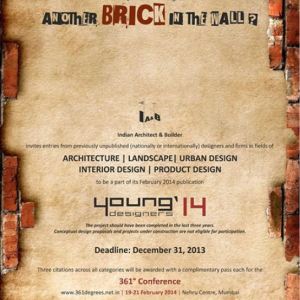 ANOTHER BRICK IN THE WALL ?
IA&B
Indian Architect & Builder
invites entries from previously unpublished (nationally or internationally) designers and firms in fields of
ARCHITECTURE | LANDSCAPE| URBAN DESIGN
INTERIOR DESIGN | PRODUCT DESIGN
to be a part of its February 2014 publication
young designers '14
The project should have been completed in the last three years.
Conceptual design proposals and projects under construction are not eligible for participation.
Deadline: December 31, 2013
Three citations across all categories will be awarded with a complimentary pass each for the
361° Conference
www.361degrees.net.in | 19-21 February 2014 | Nehru Centre, Mumbai